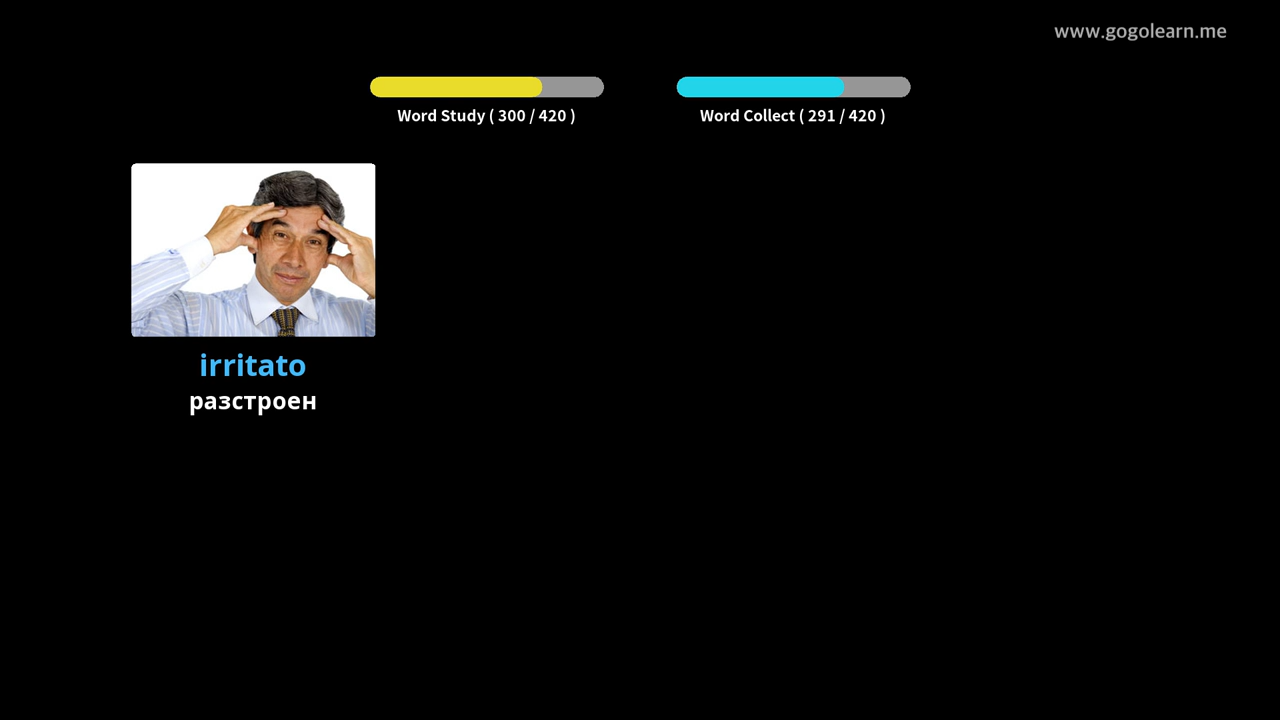 www.gogolearn.me
Word Study ( 300 / 420 )
Word Collect ( 291 / 420 )
irritato
разстроен